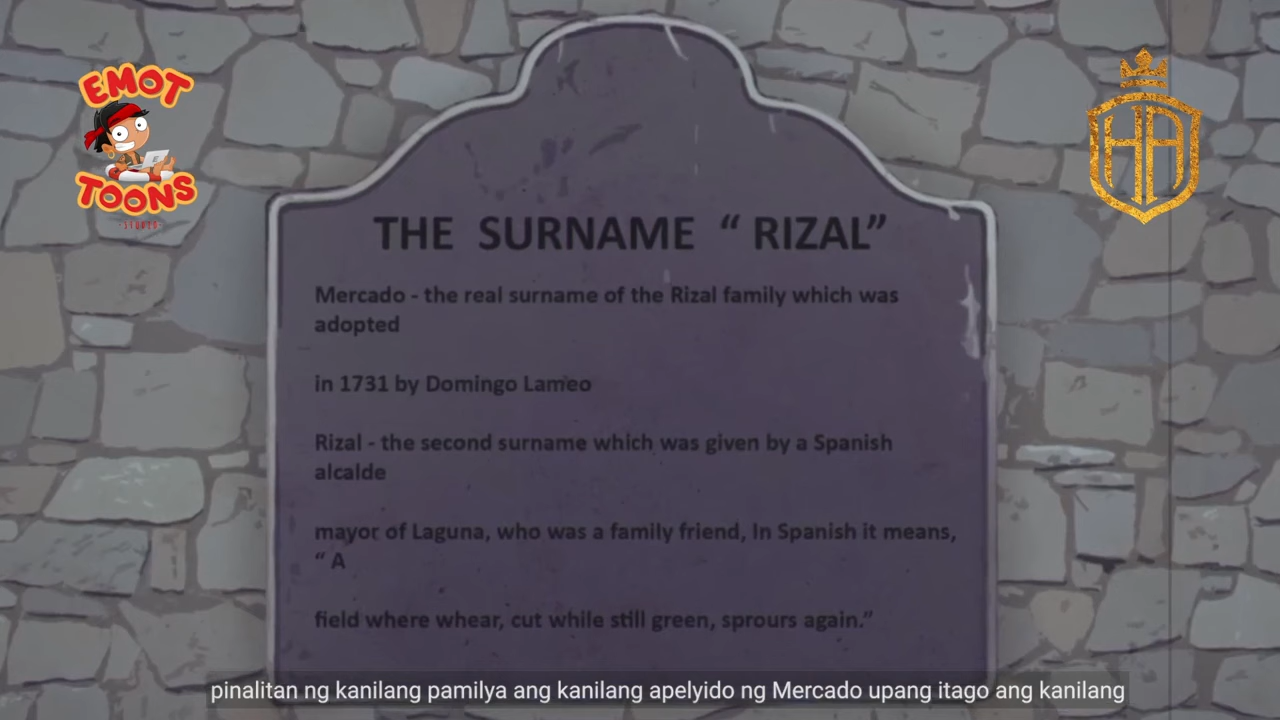 EMOT
TOONS
STUDIO
HA
THE SURNAME “ RIZAL”
Mercado - the real surname of the Rizal family which was
adopted
in 1731 by Domingo Lameo
Rizal - the second surname which was given by a Spanish
alcalde
mayor of Laguna, who was a family friend, In Spanish it means,
“ A
field where whear, cut while still green, sprours again.”
pinalitan ng kanilang pamilya ang kanilang apelyido ng Mercado upang itago ang kanilang